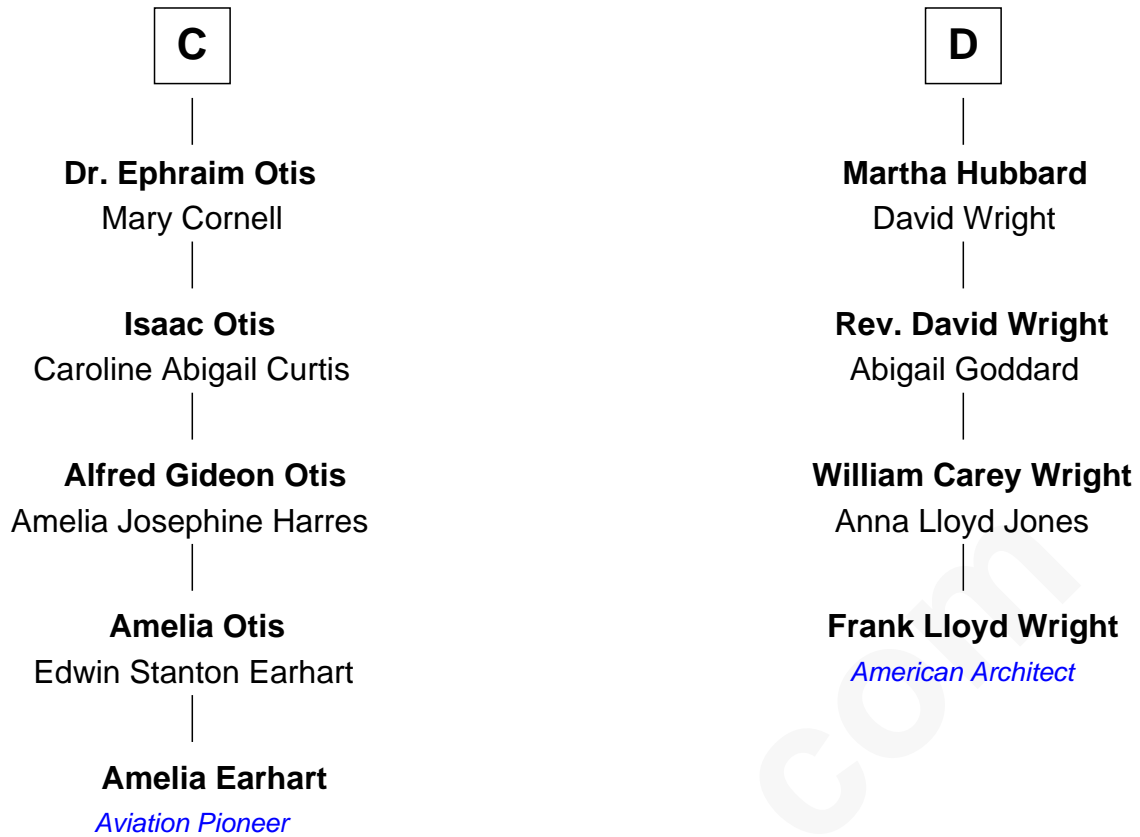 C
Dr. Ephraim Otis
Mary Cornell
Isaac Otis
Caroline Abigail Curtis
Alfred Gideon Otis
Amelia Josephine Harres
Amelia Otis
Edwin Stanton Earhart
Amelia Earhart
Aviation Pioneer
D
Martha Hubbard
David Wright
Rev. David Wright
Abigail Goddard
William Carey Wright
Anna Lloyd Jones
Frank Lloyd Wright
American Architect
com